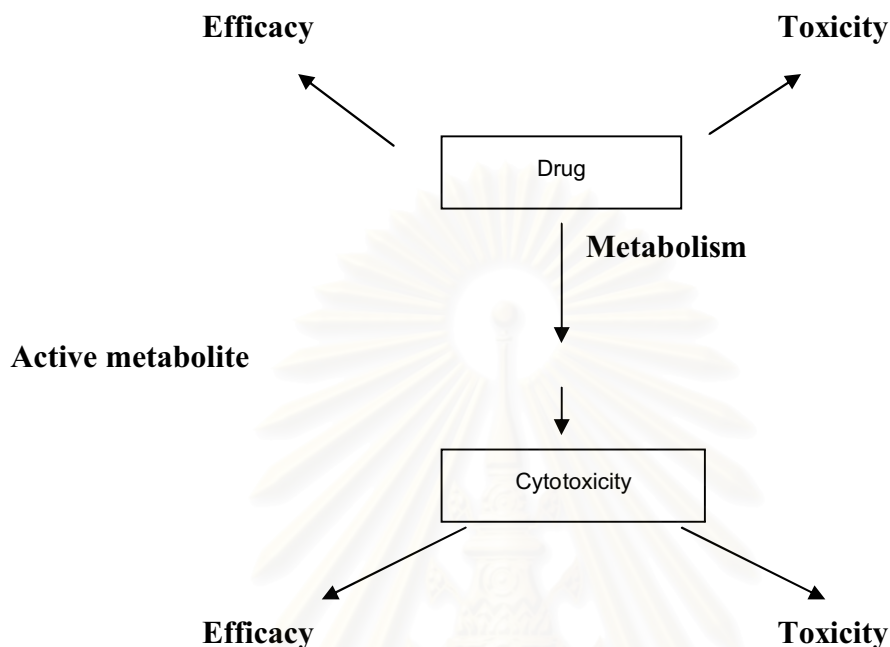 Efficacy Toxicity
Drug
Metabolism
Active metabolite
Cytotoxicity
Efficacy Toxicity